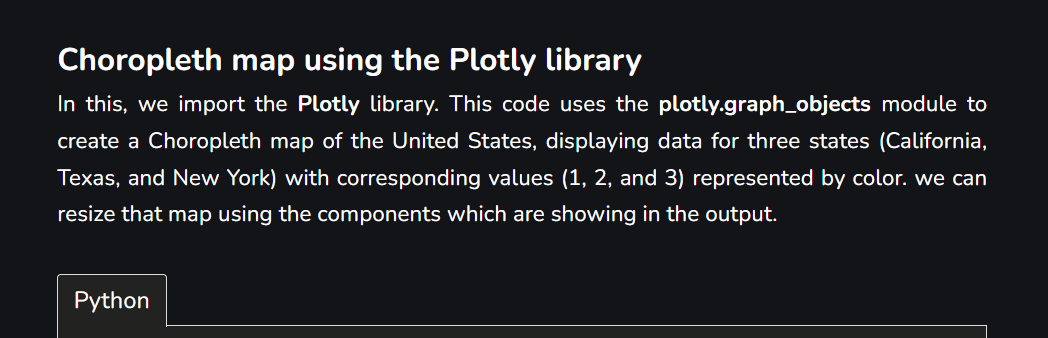 Choropleth map using the Plotly library
In this, we import the Plotly library. This code uses the plotly.graph_objects module to
create a Choropleth map of the United States, displaying data for three states (California,
Texas, and New York) with corresponding values (1, 2, and 3) represented by color. we can
resize that map using the components which are showing in the output.
Python